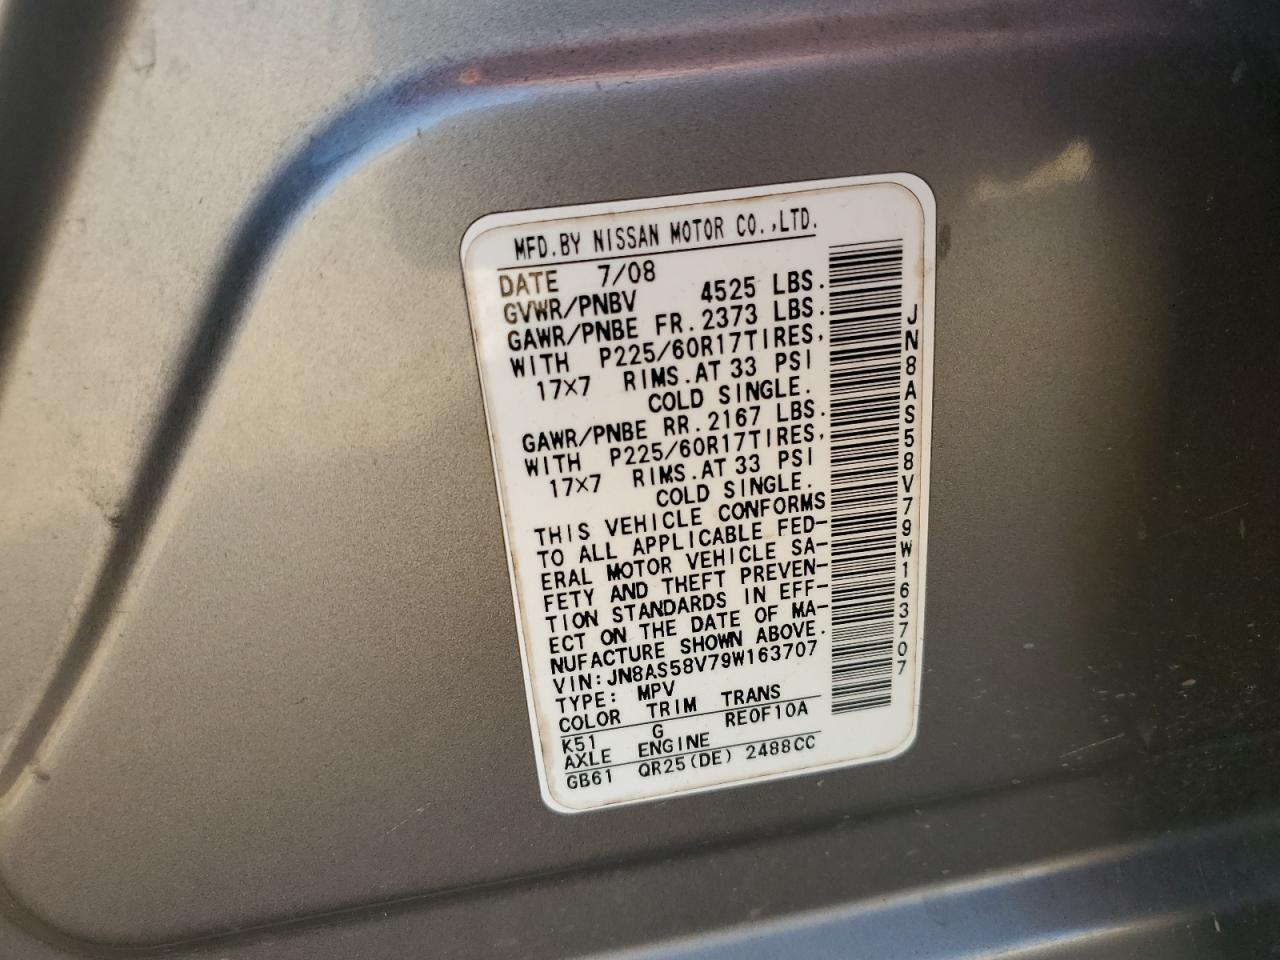 MFD.BY NISSAN MOTOR CO.,LTD.
DATE 7/08
GVWR/PNBV 4525 LBS.
GAWR/PNBE FR.2373 LBS.
WITH P225/60R17TIRES,
17×7 RIMS.AT 33 PSI
COLD SINGLE.
GAWR/PNBE RR.2167 LBS.
WITH P225/60R17TIRES,
17×7 RIMS.AT 33 PSI
COLD SINGLE.
THIS VEHICLE CONFORMS
TO ALL APPLICABLE FED-
ERAL MOTOR VEHICLE SA-
FETY AND THEFT PREVEN-
TION STANDARDS IN EFF-
ECT ON THE DATE OF MA-
NUFACTURE SHOWN ABOVE.
VIN:JN8AS58V79W163707
TYPE: MPV
COLOR TRIM TRANS
K51 G RE0F10A
AXLE ENGINE
GB61 QR25(DE) 2488CC
JN8AS58V79W163707